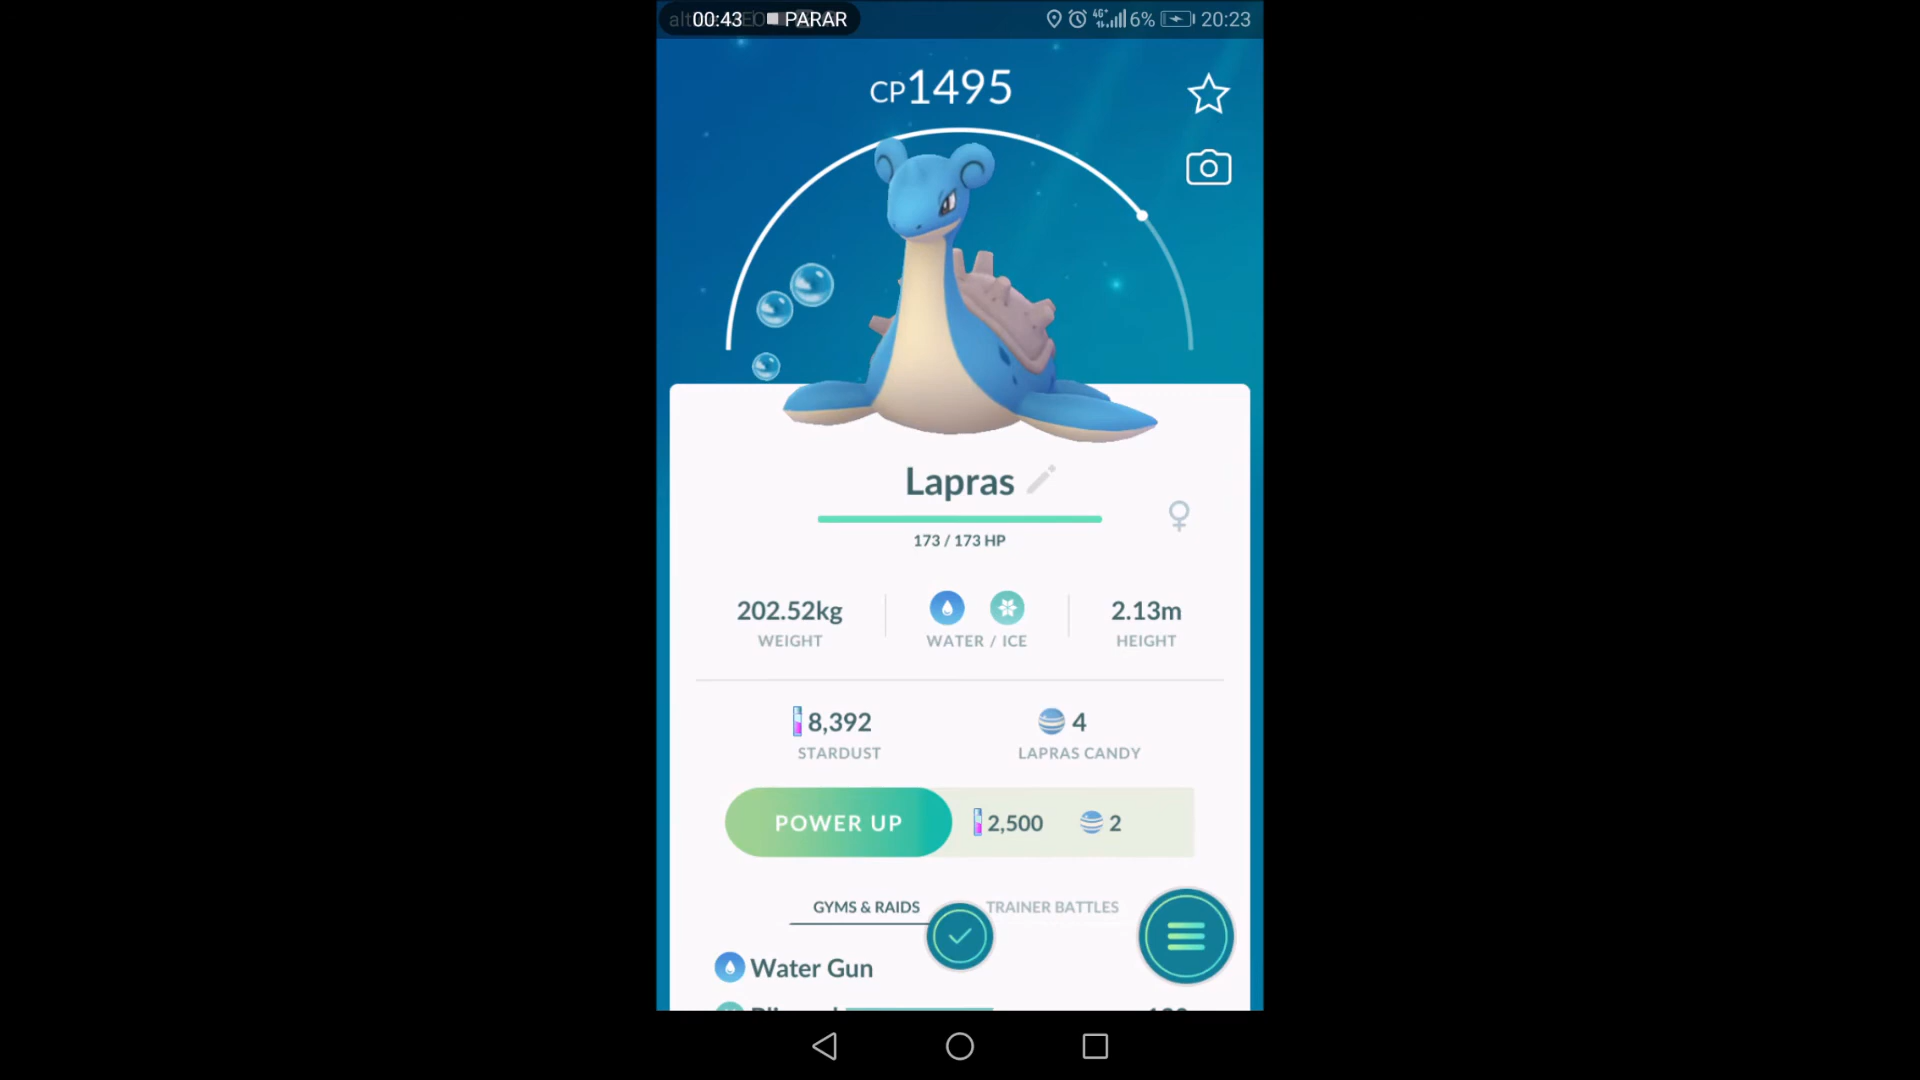 00:43 PARAR 4G+ 6% 20:23
CP1495
Lapras
173 / 173 HP
202.52kg 2.13m
WEIGHT WATER / ICE HEIGHT
8,392 4
STARDUST LAPRAS CANDY
POWER UP 2,500 2
GYMS & RAIDS TRAINER BATTLES
Water Gun